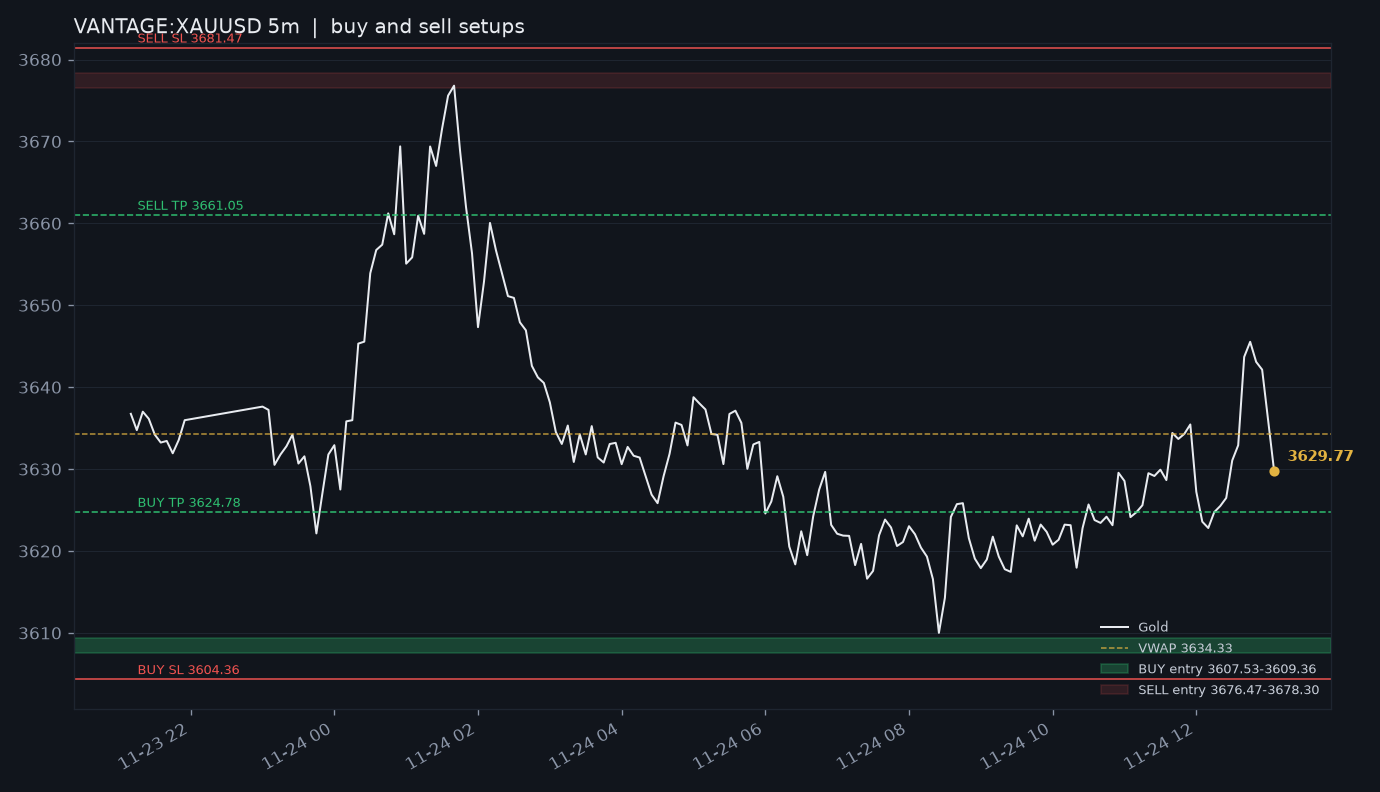 VANTAGE:XAUUSD 5m | buy and sell setups
SELL SL 3681.47
3680
3670
SELL TP 3661.05
3660
3650
3640
3629.77
3630
BUY TP 3624.78
3620
3610
Gold
VWAP 3634.33
BUY SL 3604.36
BUY entry 3607.53-3609.36
SELL entry 3676.47-3678.30
11-23 22
11-24 00
11-24 02
11-24 04
11-24 06
11-24 08
11-24 10
11-24 12